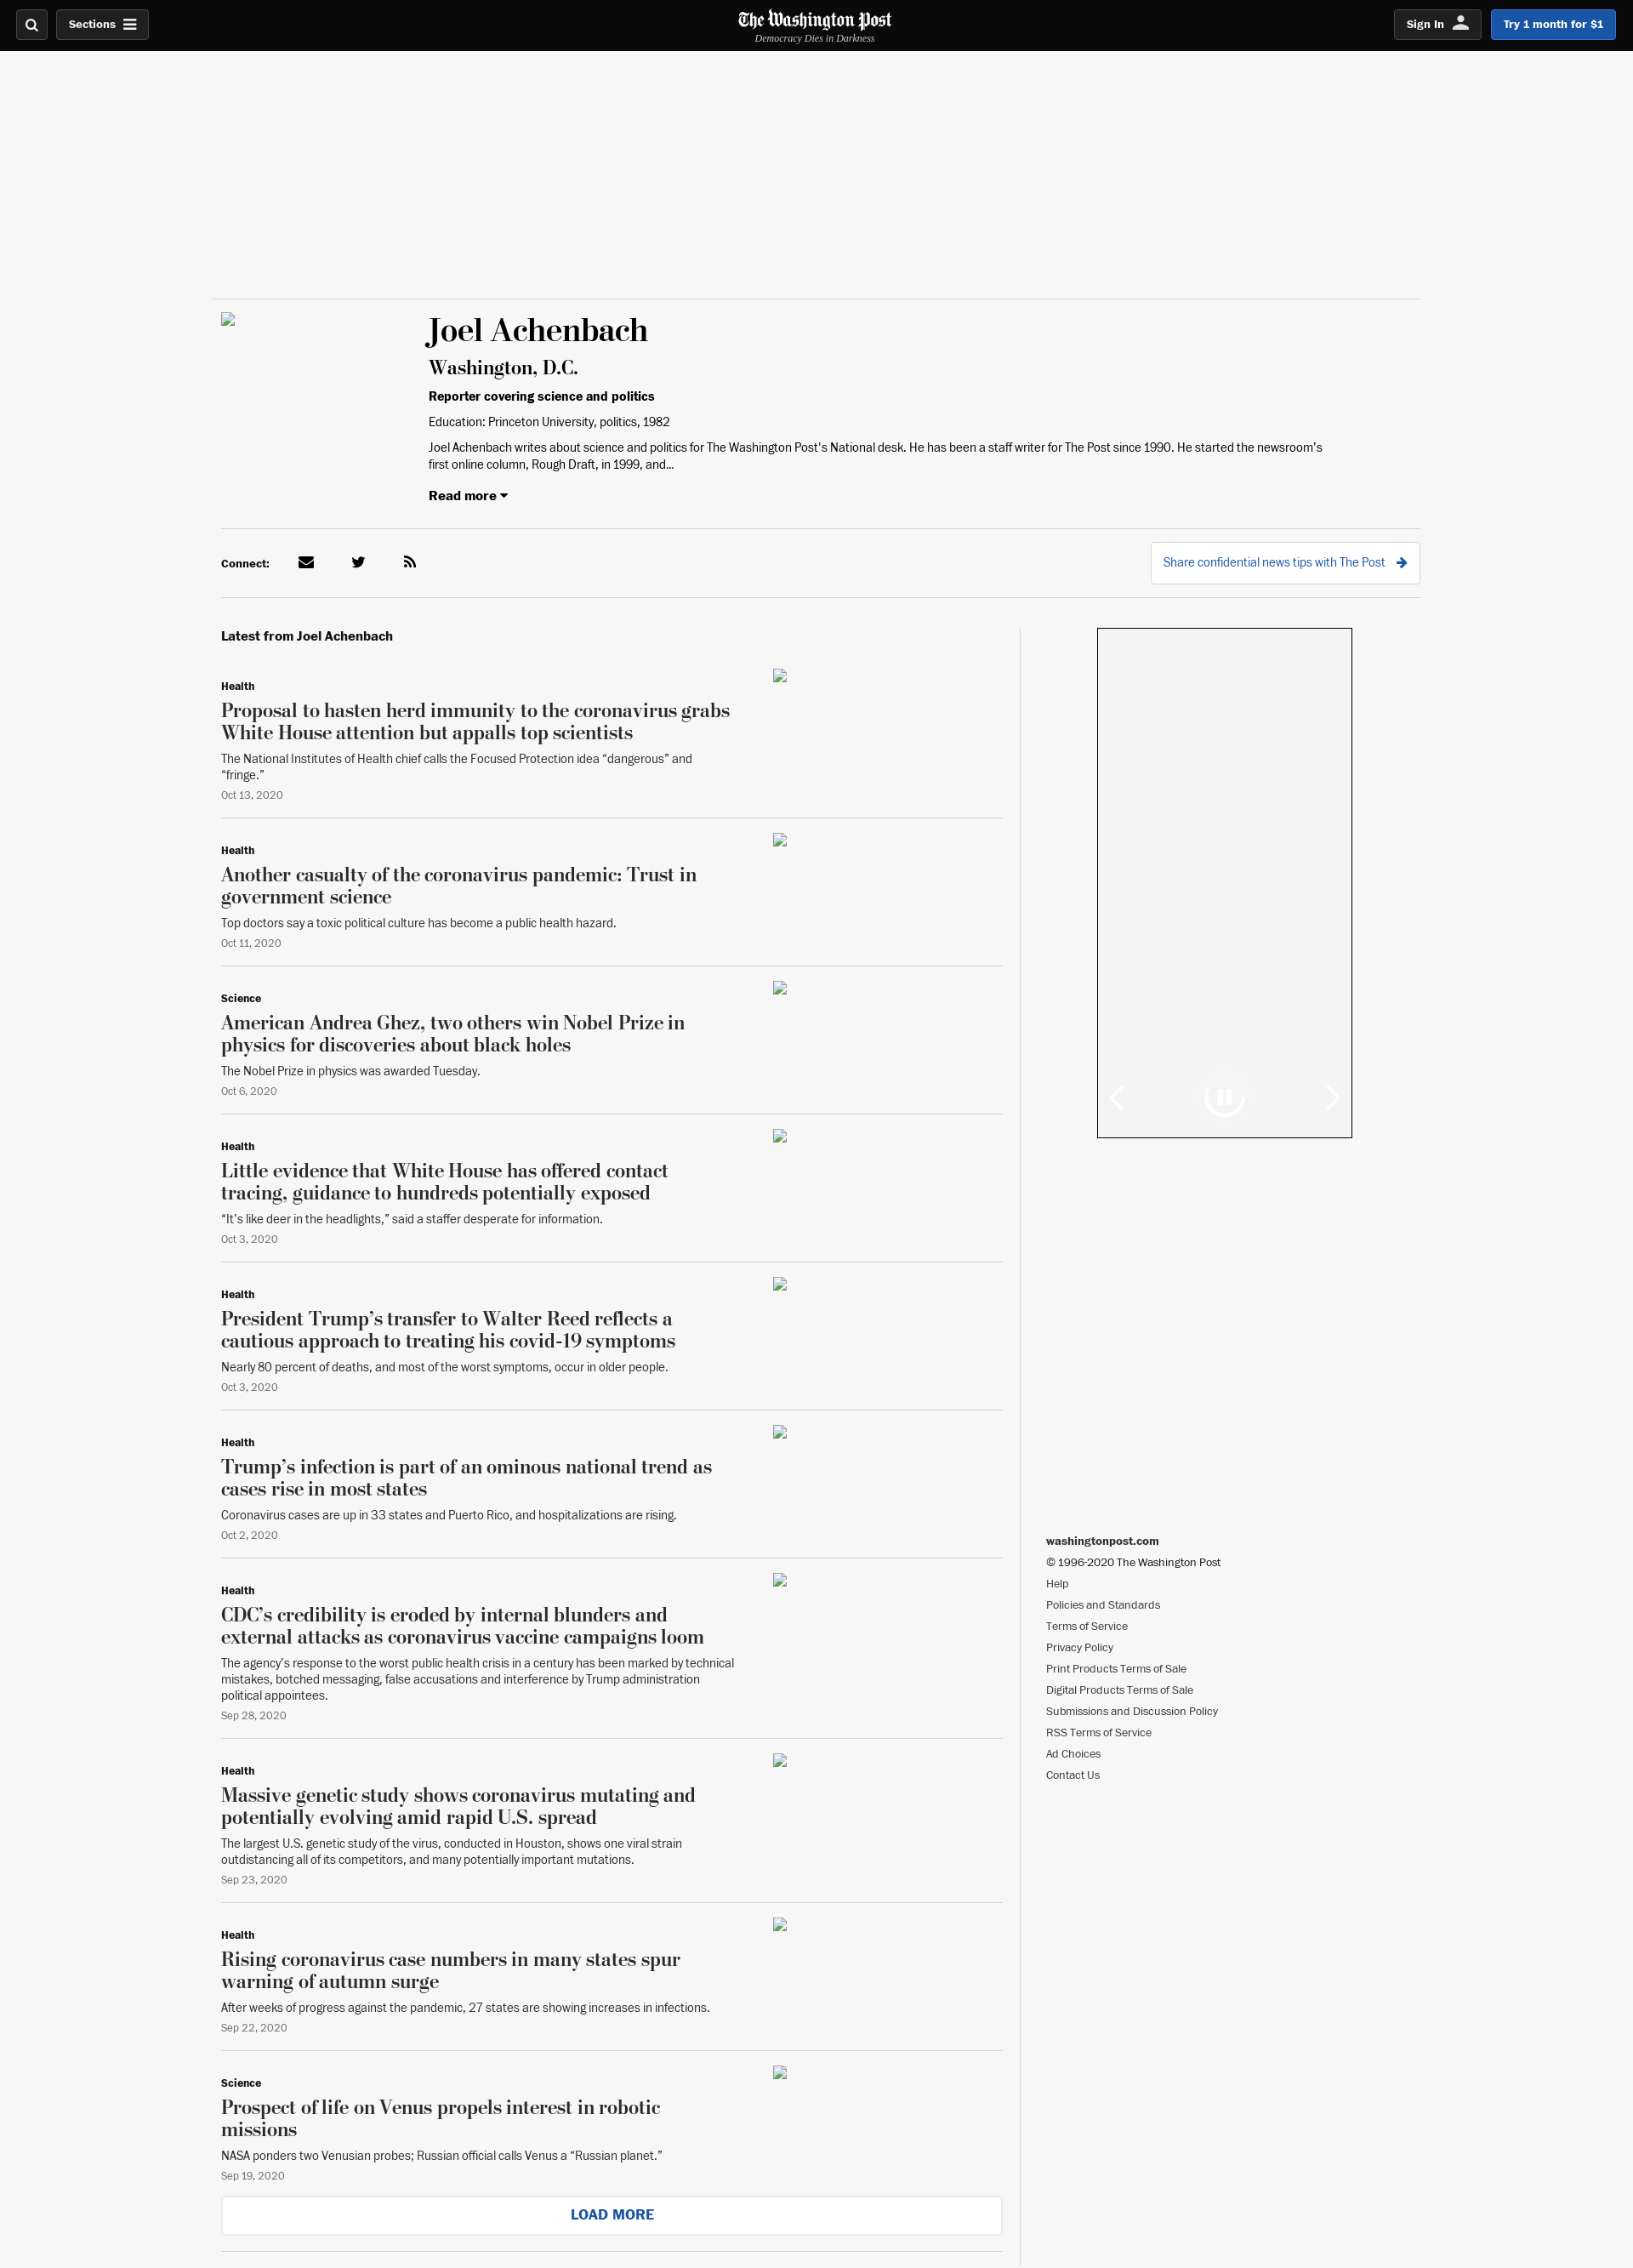 Sections
The Washington Post
Democracy Dies in Darkness
Sign In
Try 1 month for $1
Joel Achenbach
Washington, D.C.
Reporter covering science and politics
Education: Princeton University, politics, 1982
Joel Achenbach writes about science and politics for The Washington Post's National desk. He has been a staff writer for The Post since 1990. He started the newsroom's
first online column, Rough Draft, in 1999, and...
Read more
Connect:
Share confidential news tips with The Post
Latest from Joel Achenbach
Health
Proposal to hasten herd immunity to the coronavirus grabs
White House attention but appalls top scientists
The National Institutes of Health chief calls the Focused Protection idea “dangerous” and
“fringe.”
Oct 13, 2020
Health
Another casualty of the coronavirus pandemic: Trust in
government science
Top doctors say a toxic political culture has become a public health hazard.
Oct 11, 2020
Science
American Andrea Ghez, two others win Nobel Prize in
physics for discoveries about black holes
The Nobel Prize in physics was awarded Tuesday.
Oct 6, 2020
Health
Little evidence that White House has offered contact
tracing, guidance to hundreds potentially exposed
“It’s like deer in the headlights,” said a staffer desperate for information.
Oct 3, 2020
Health
President Trump’s transfer to Walter Reed reflects a
cautious approach to treating his covid-19 symptoms
Nearly 80 percent of deaths, and most of the worst symptoms, occur in older people.
Oct 3, 2020
Health
Trump’s infection is part of an ominous national trend as
cases rise in most states
Coronavirus cases are up in 33 states and Puerto Rico, and hospitalizations are rising.
Oct 2, 2020
Health
CDC’s credibility is eroded by internal blunders and
external attacks as coronavirus vaccine campaigns loom
The agency’s response to the worst public health crisis in a century has been marked by technical
mistakes, botched messaging, false accusations and interference by Trump administration
political appointees.
Sep 28, 2020
Health
Massive genetic study shows coronavirus mutating and
potentially evolving amid rapid U.S. spread
The largest U.S. genetic study of the virus, conducted in Houston, shows one viral strain
outdistancing all of its competitors, and many potentially important mutations.
Sep 23, 2020
Health
Rising coronavirus case numbers in many states spur
warning of autumn surge
After weeks of progress against the pandemic, 27 states are showing increases in infections.
Sep 22, 2020
Science
Prospect of life on Venus propels interest in robotic
missions
NASA ponders two Venusian probes; Russian official calls Venus a “Russian planet.”
Sep 19, 2020
LOAD MORE
washingtonpost.com
© 1996-2020 The Washington Post
Help
Policies and Standards
Terms of Service
Privacy Policy
Print Products Terms of Sale
Digital Products Terms of Sale
Submissions and Discussion Policy
RSS Terms of Service
Ad Choices
Contact Us